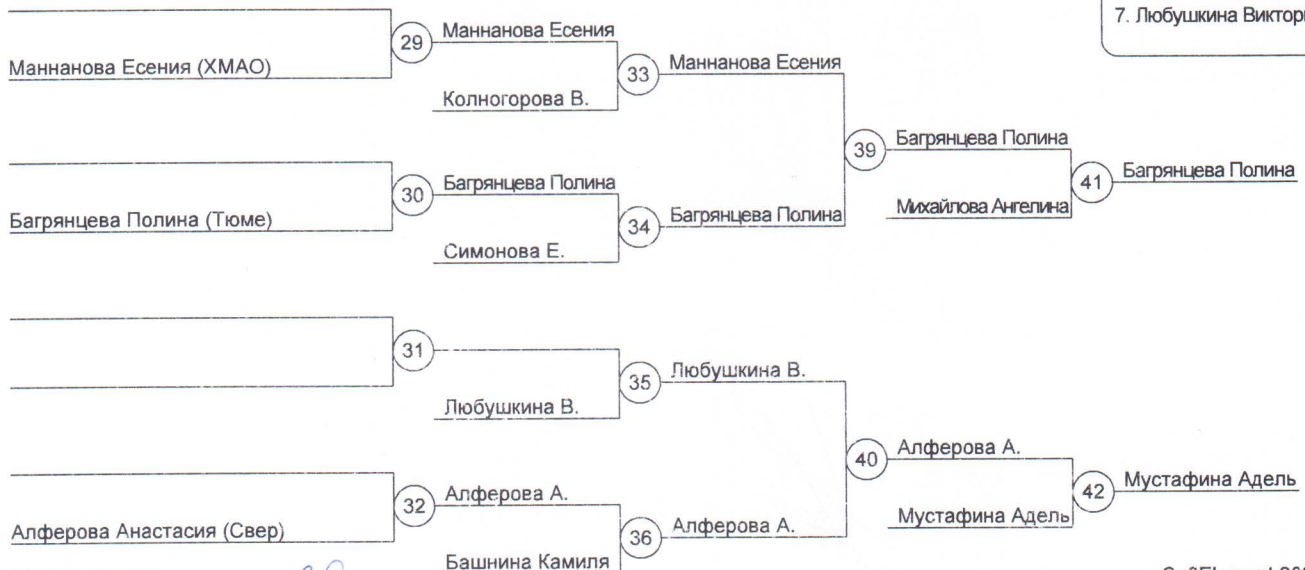 7. Любушкина
29
Маннанова Есения
Маннанова Есения (ХМАО)
33
Маннанова Есения
Колногорова В.
39
Багрянцева Полина
30
Багрянцева Полина
41
Багрянцева Полина
Багрянцева Полина (Тюме)
34
Багрянцева Полина
Михайлова Ангелина
Симонова Е.
31
35
Любушкина В.
Любушкина В.
40
Алферова А.
32
Алферова А.
42
Мустафина Адель
Алферова Анастасия (Свер)
36
Алферова А.
Мустафина Адель
Башнина Камиля